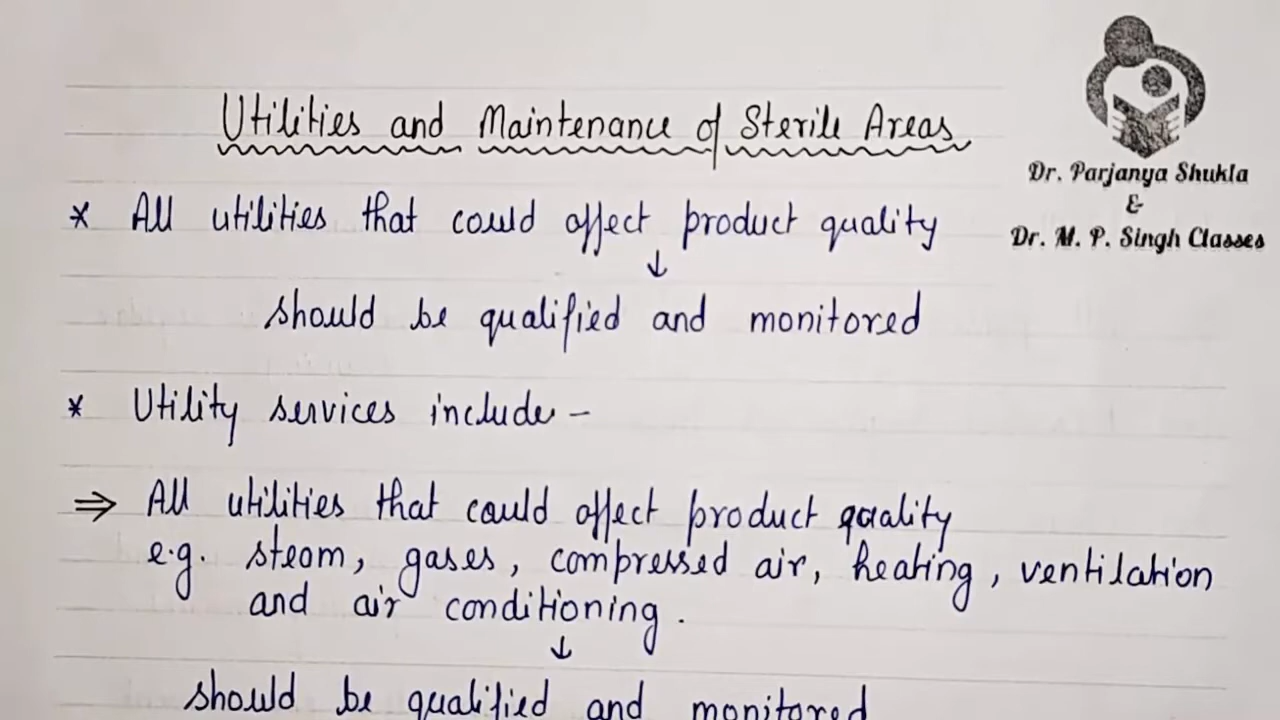 Utilities and Maintenance of Sterile Areas
Dr. Parjanya Shukla
&
Dr. M. P. Singh Classes
* All utilities that could affect product quality
↓
should be qualified and monitored
* Utility services include -
⇒ All utilities that could affect product quality
e.g. steam, gases, compressed air, heating, ventilation
and air conditioning.
↓
should be qualified and monitored